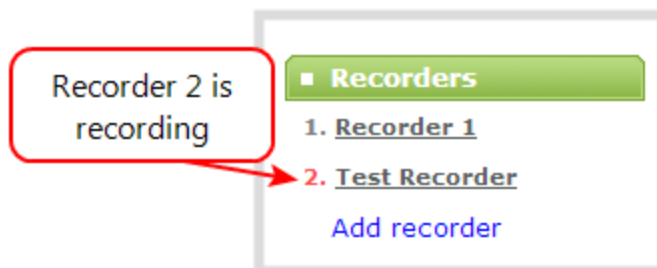 Recorder 2 is
recording
Recorders
1. Recorder 1
2. Test Recorder
Add recorder